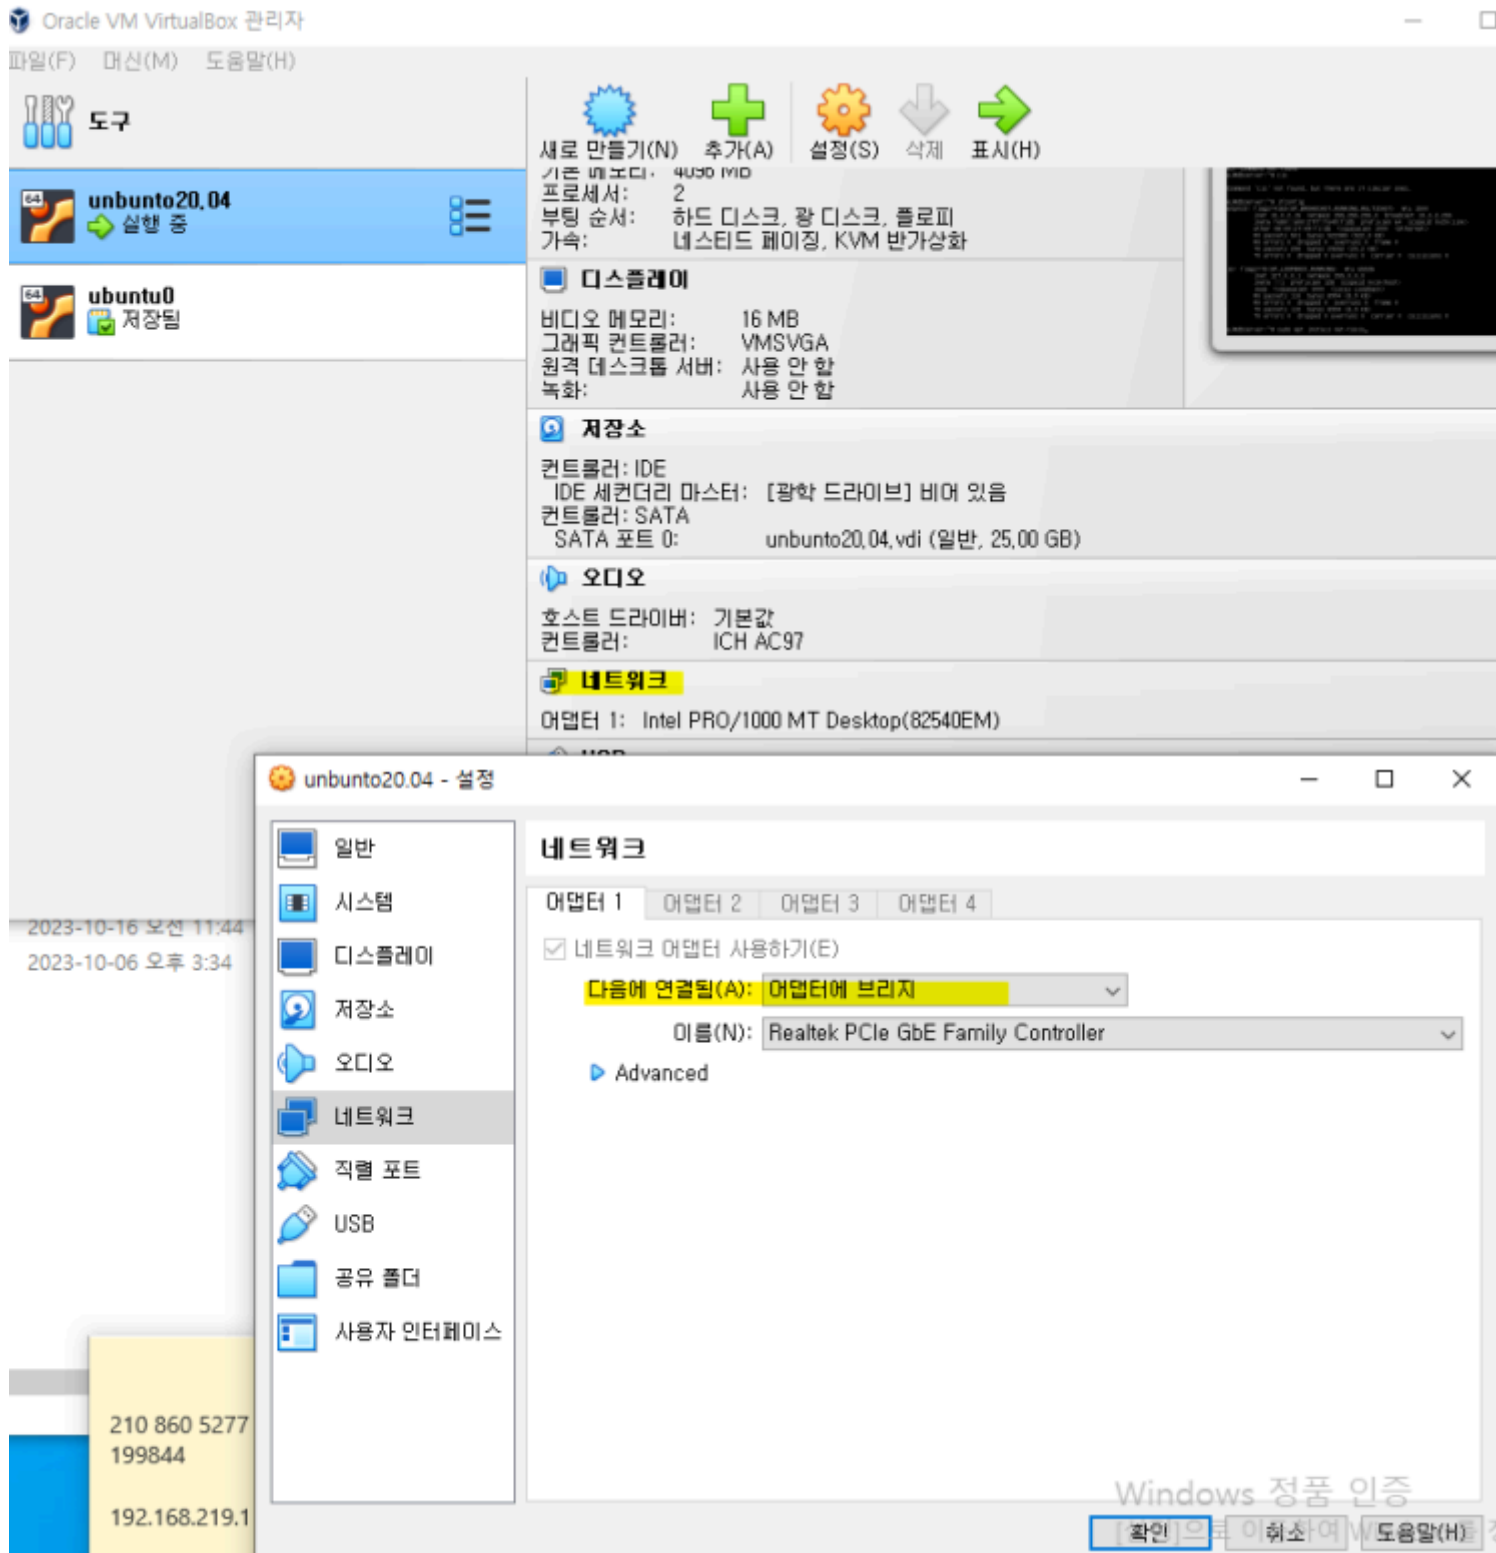 Oracle VM VirtualBox 관리자
파일(F) 머신(M) 도움말(H)
도구
새로 만들기(N) 추가(A) 설정(S) 삭제 표시(H)
unbunto20,04
실행 중
ubuntu0
저장됨
기본 메모리: 4096 MB
프로세서: 2
부팅 순서: 하드 디스크, 광 디스크, 플로피
가속: 네스티드 페이징, KVM 반가상화
디스플레이
비디오 메모리: 16 MB
그래픽 컨트롤러: VMSVGA
원격 데스크톱 서버: 사용 안 함
녹화: 사용 안 함
저장소
컨트롤러: IDE
IDE 세컨더리 마스터: [광학 드라이브] 비어 있음
컨트롤러: SATA
SATA 포트 0: unbunto20,04,vdi (일반, 25,00 GB)
오디오
호스트 드라이버: 기본값
컨트롤러: ICH AC97
네트워크
어댑터 1: Intel PRO/1000 MT Desktop(82540EM)
USB
unbunto20.04 - 설정
일반
시스템
디스플레이
저장소
오디오
네트워크
직렬 포트
USB
공유 폴더
사용자 인터페이스
네트워크
어댑터 1 어댑터 2 어댑터 3 어댑터 4
네트워크 어댑터 사용하기(E)
다음에 연결됨(A): 어댑터에 브리지
이름(N): Realtek PCIe GbE Family Controller
Advanced
2023-10-16 오전 11:44
2023-10-06 오후 3:34
210 860 5277
199844
192.168.219.1
Windows 정품 인증
확인 취소 도움말(H)